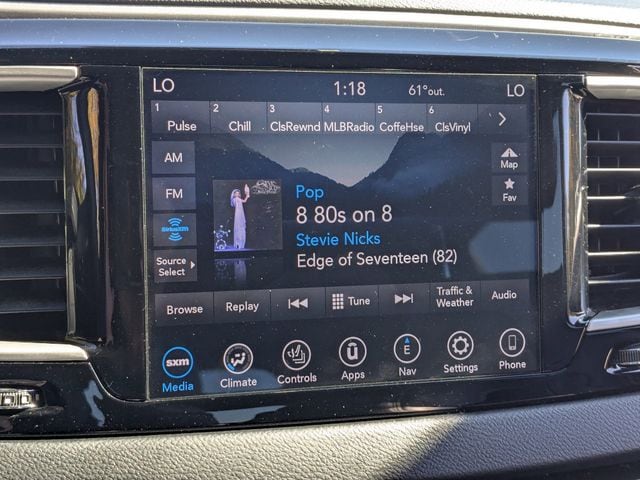 LO 1:18 61°out. LO
1 Pulse 2 Chill 3 ClsRewnd 4 MLBRadio 5 CoffeHse 6 ClsVinyl
AM
FM
SiriusXM
Source Select
Map
Fav
Pop
8 80s on 8
Stevie Nicks
Edge of Seventeen (82)
Browse Replay Tune Traffic & Weather Audio
sxm U E
Media Climate Controls Apps Nav Settings Phone